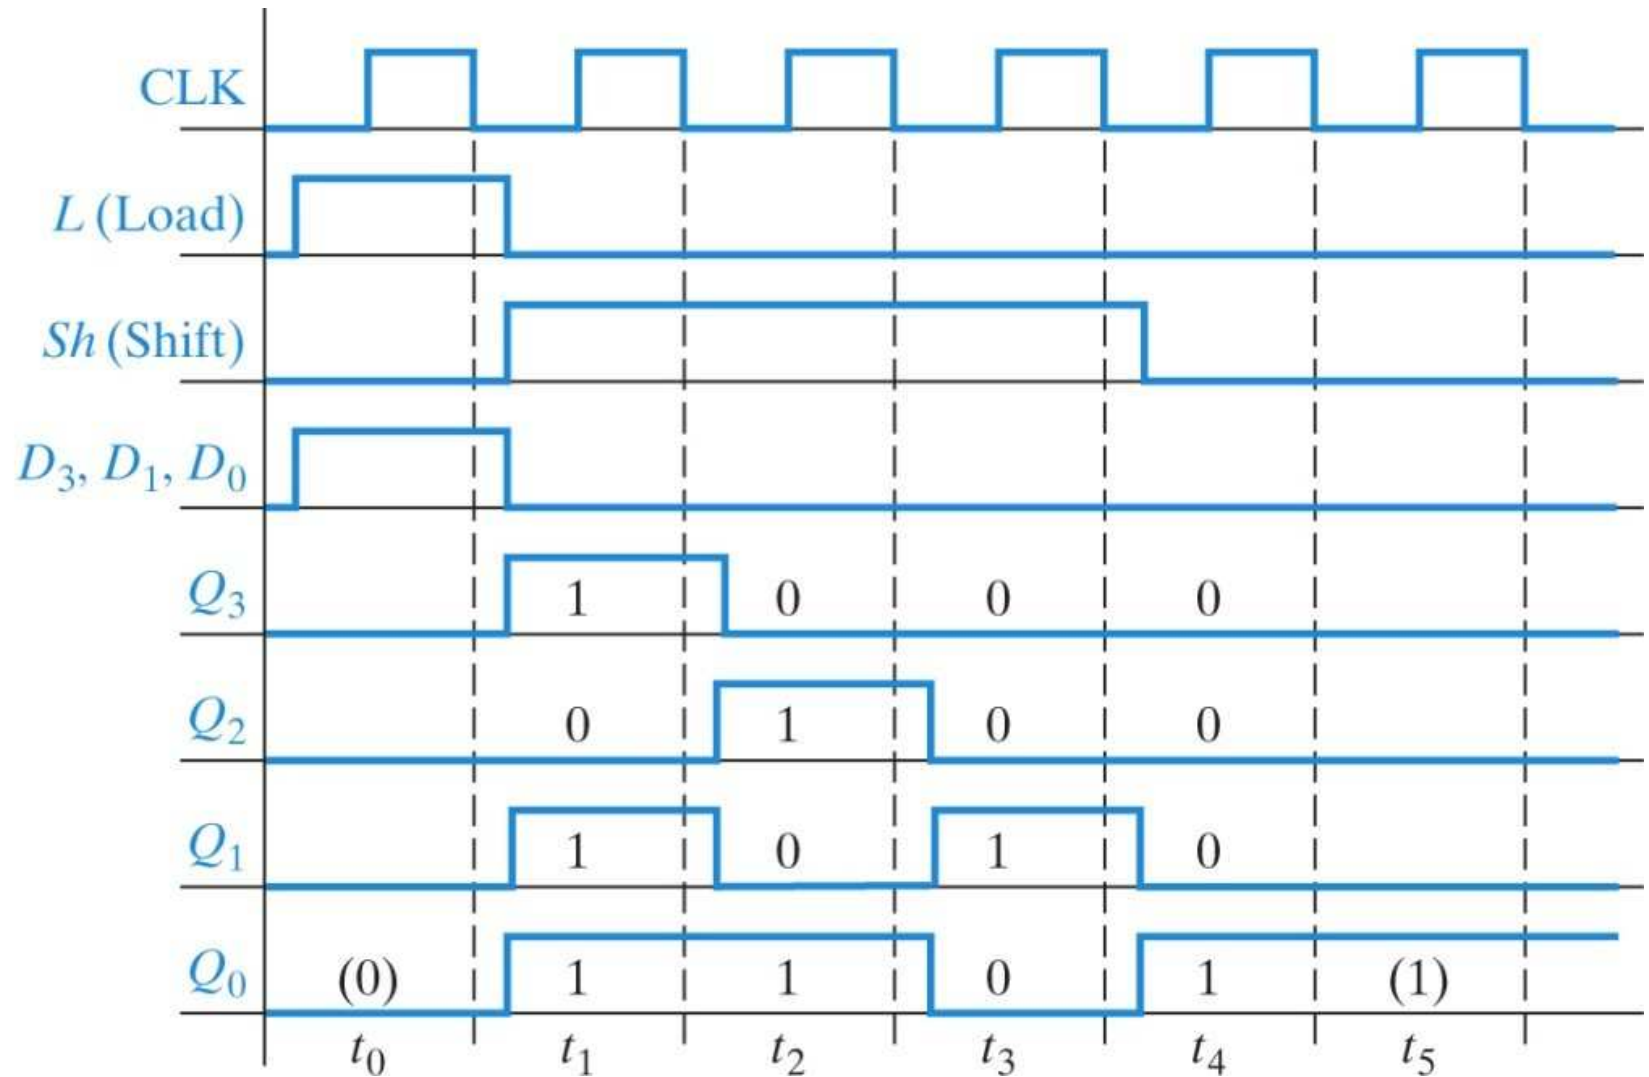 CLK
L (Load)
Sh (Shift)
D₃, D₁, D₀
Q₃ 1 0 0 0
Q₂ 0 1 0 0
Q₁ 1 0 1 0
Q₀ (0) 1 1 0 1 (1)
t₀ t₁ t₂ t₃ t₄ t₅